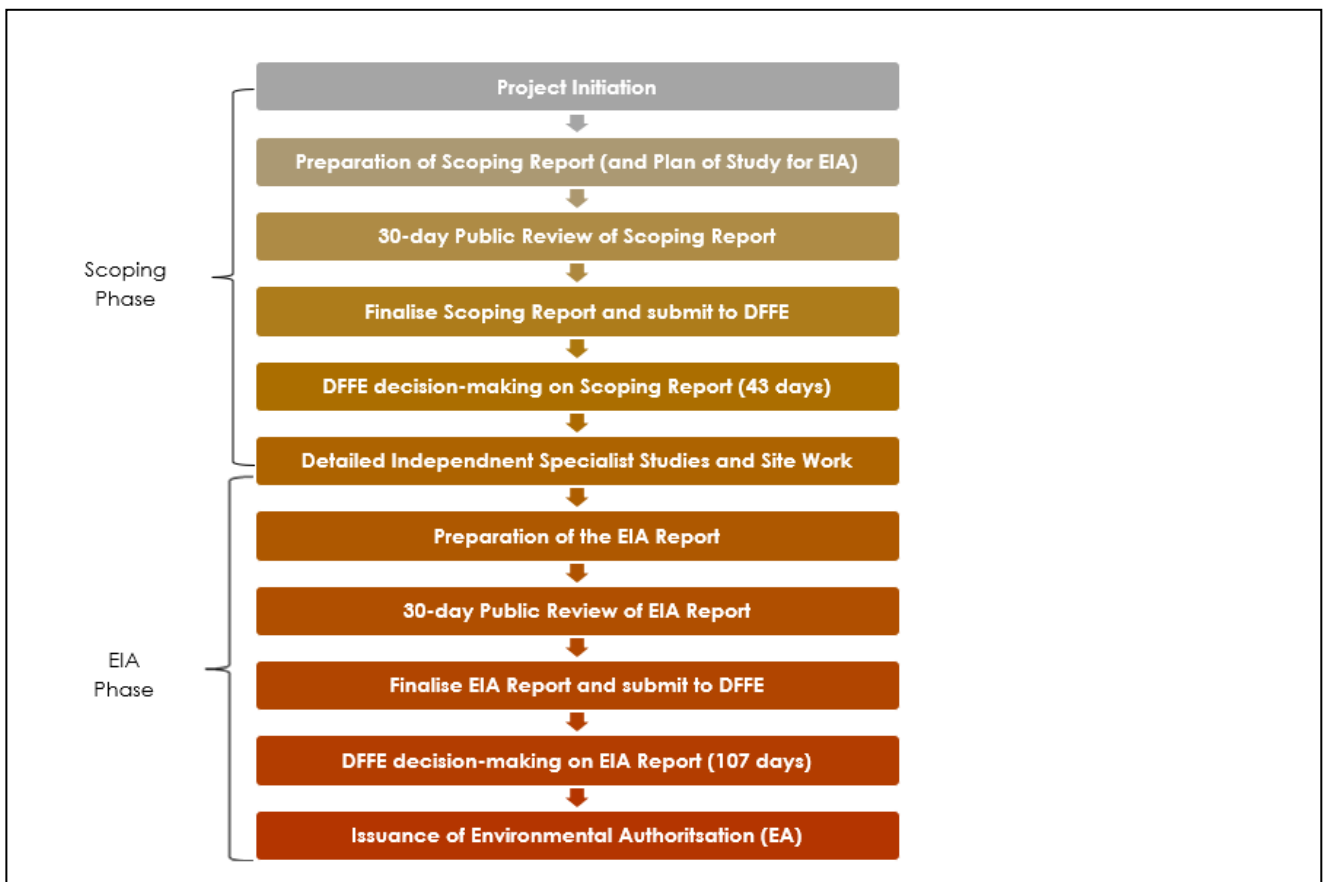 Project Initiation
Preparation of Scoping Report (and Plan of Study for EIA)
30-day Public Review of Scoping Report
Scoping
Phase
Finalise Scoping Report and submit to DFFE
DFFE decision-making on Scoping Report (43 days)
Detailed Independnent Specialist Studies and Site Work
Preparation of the EIA Report
30-day Public Review of EIA Report
EIA
Phase
Finalise EIA Report and submit to DFFE
DFFE decision-making on EIA Report (107 days)
Issuance of Environmental Authoritsation (EA)